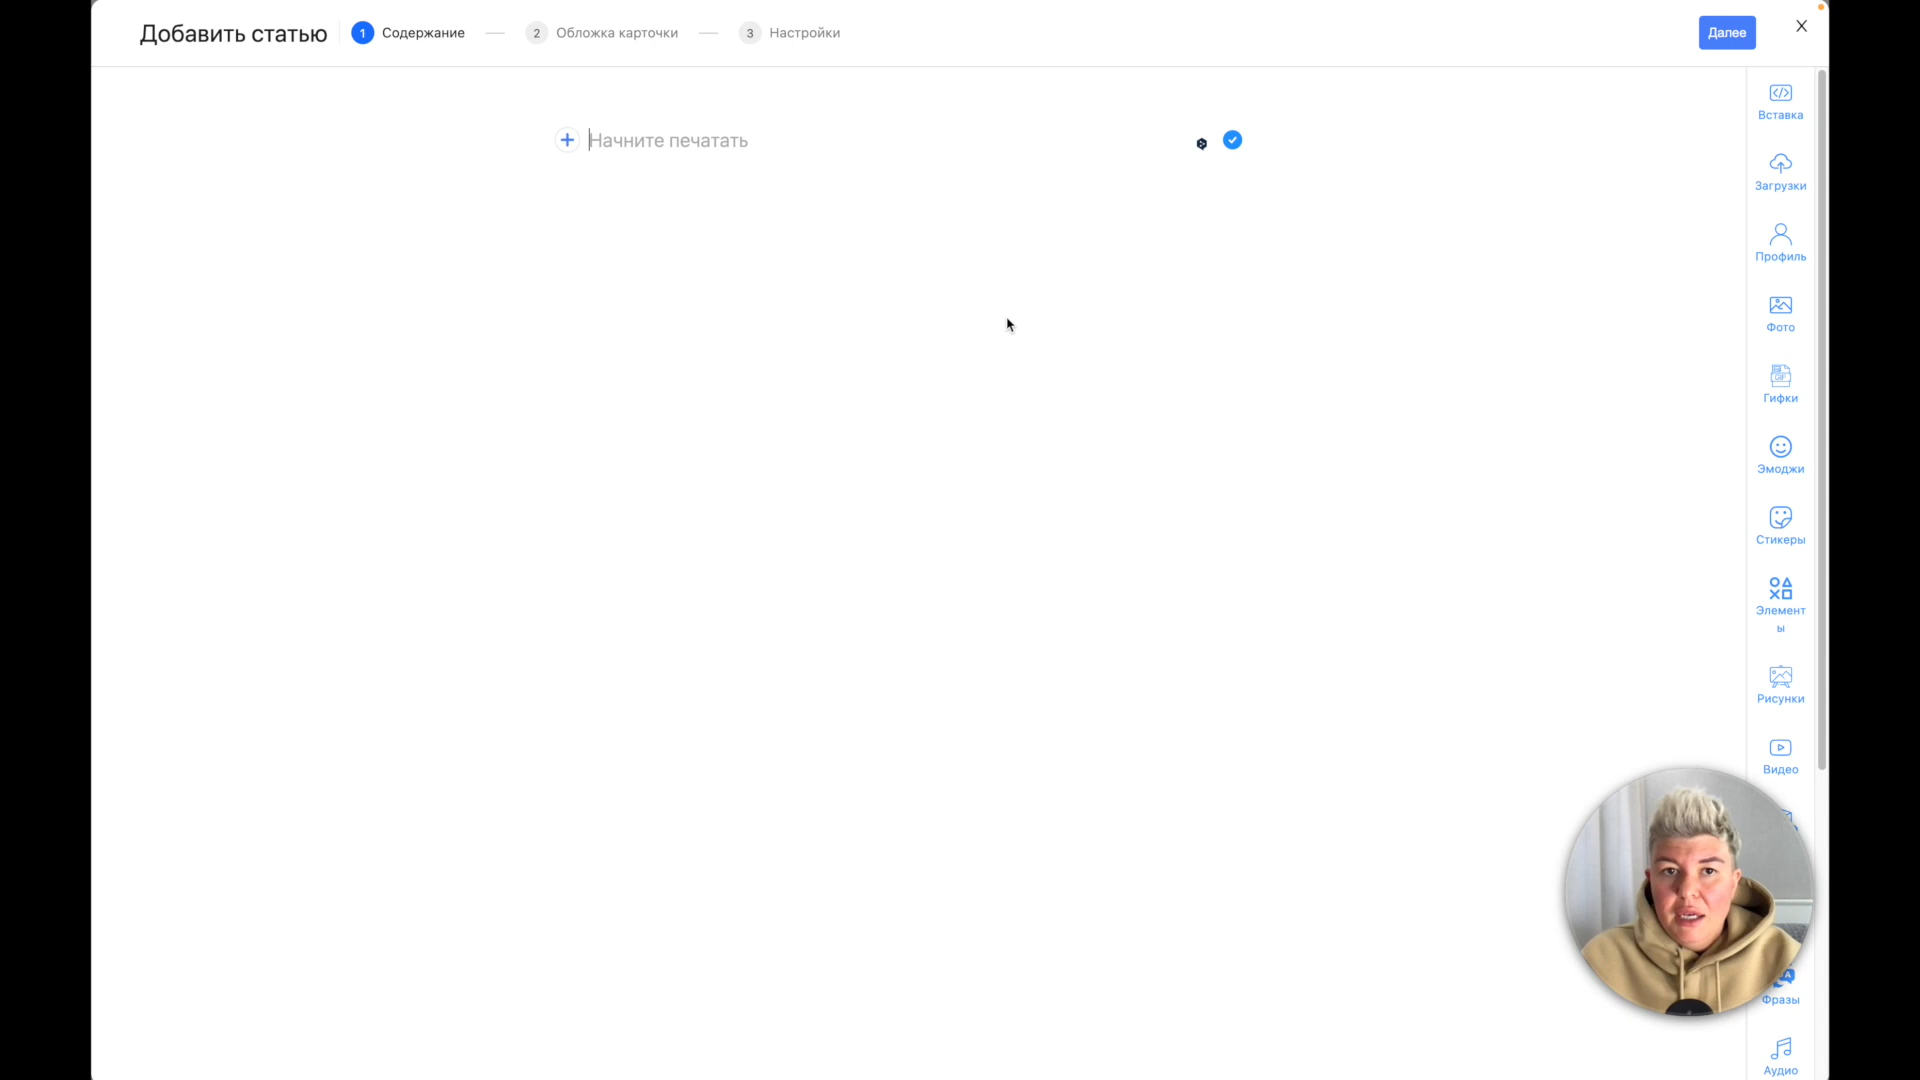 Добавить статью
1 Содержание
2 Обложка карточки
3 Настройки
Далее
Начните печатать
Вставка
Загрузки
Профиль
Фото
GIF
Гифки
Эмоджи
Стикеры
Элемент
ы
Рисунки
Видео
A
Фразы
Аудио